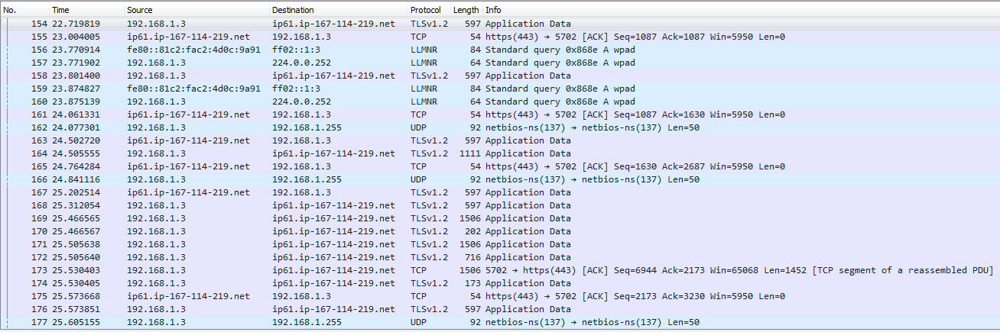 No. Time Source Destination Protocol Length Info
154 22.719819 192.168.1.3 ip61.ip-167-114-219.net TLSv1.2 597 Application Data
155 23.004005 ip61.ip-167-114-219.net 192.168.1.3 TCP 54 https(443) → 5702 [ACK] Seq=1087 Ack=1087 Win=5950 Len=0
156 23.770914 fe80::81c2:fac2:4d0c:9a91 ff02::1:3 LLMNR 84 Standard query 0x868e A wpad
157 23.771902 192.168.1.3 224.0.0.252 LLMNR 64 Standard query 0x868e A wpad
158 23.801400 192.168.1.3 ip61.ip-167-114-219.net TLSv1.2 597 Application Data
159 23.874827 fe80::81c2:fac2:4d0c:9a91 ff02::1:3 LLMNR 84 Standard query 0x868e A wpad
160 23.875139 192.168.1.3 224.0.0.252 LLMNR 64 Standard query 0x868e A wpad
161 24.061331 ip61.ip-167-114-219.net 192.168.1.3 TCP 54 https(443) → 5702 [ACK] Seq=1087 Ack=1630 Win=5950 Len=0
162 24.077301 192.168.1.3 192.168.1.255 UDP 92 netbios-ns(137) → netbios-ns(137) Len=50
163 24.502720 ip61.ip-167-114-219.net 192.168.1.3 TLSv1.2 597 Application Data
164 24.505555 192.168.1.3 ip61.ip-167-114-219.net TLSv1.2 1111 Application Data
165 24.764284 ip61.ip-167-114-219.net 192.168.1.3 TCP 54 https(443) → 5702 [ACK] Seq=1630 Ack=2687 Win=5950 Len=0
166 24.841116 192.168.1.3 192.168.1.255 UDP 92 netbios-ns(137) → netbios-ns(137) Len=50
167 25.202514 ip61.ip-167-114-219.net 192.168.1.3 TLSv1.2 597 Application Data
168 25.312054 192.168.1.3 ip61.ip-167-114-219.net TLSv1.2 597 Application Data
169 25.466565 192.168.1.3 ip61.ip-167-114-219.net TLSv1.2 1506 Application Data
170 25.466567 192.168.1.3 ip61.ip-167-114-219.net TLSv1.2 202 Application Data
171 25.505638 192.168.1.3 ip61.ip-167-114-219.net TLSv1.2 1506 Application Data
172 25.505640 192.168.1.3 ip61.ip-167-114-219.net TLSv1.2 716 Application Data
173 25.530403 192.168.1.3 ip61.ip-167-114-219.net TCP 1506 5702 → https(443) [ACK] Seq=6944 Ack=2173 Win=65068 Len=1452 [TCP segment of a reassembled PDU]
174 25.530405 192.168.1.3 ip61.ip-167-114-219.net TLSv1.2 173 Application Data
175 25.573668 ip61.ip-167-114-219.net 192.168.1.3 TCP 54 https(443) → 5702 [ACK] Seq=2173 Ack=3230 Win=5950 Len=0
176 25.573851 192.168.1.3 ip61.ip-167-114-219.net TLSv1.2 597 Application Data
177 25.605155 192.168.1.3 192.168.1.255 UDP 92 netbios-ns(137) → netbios-ns(137) Len=50